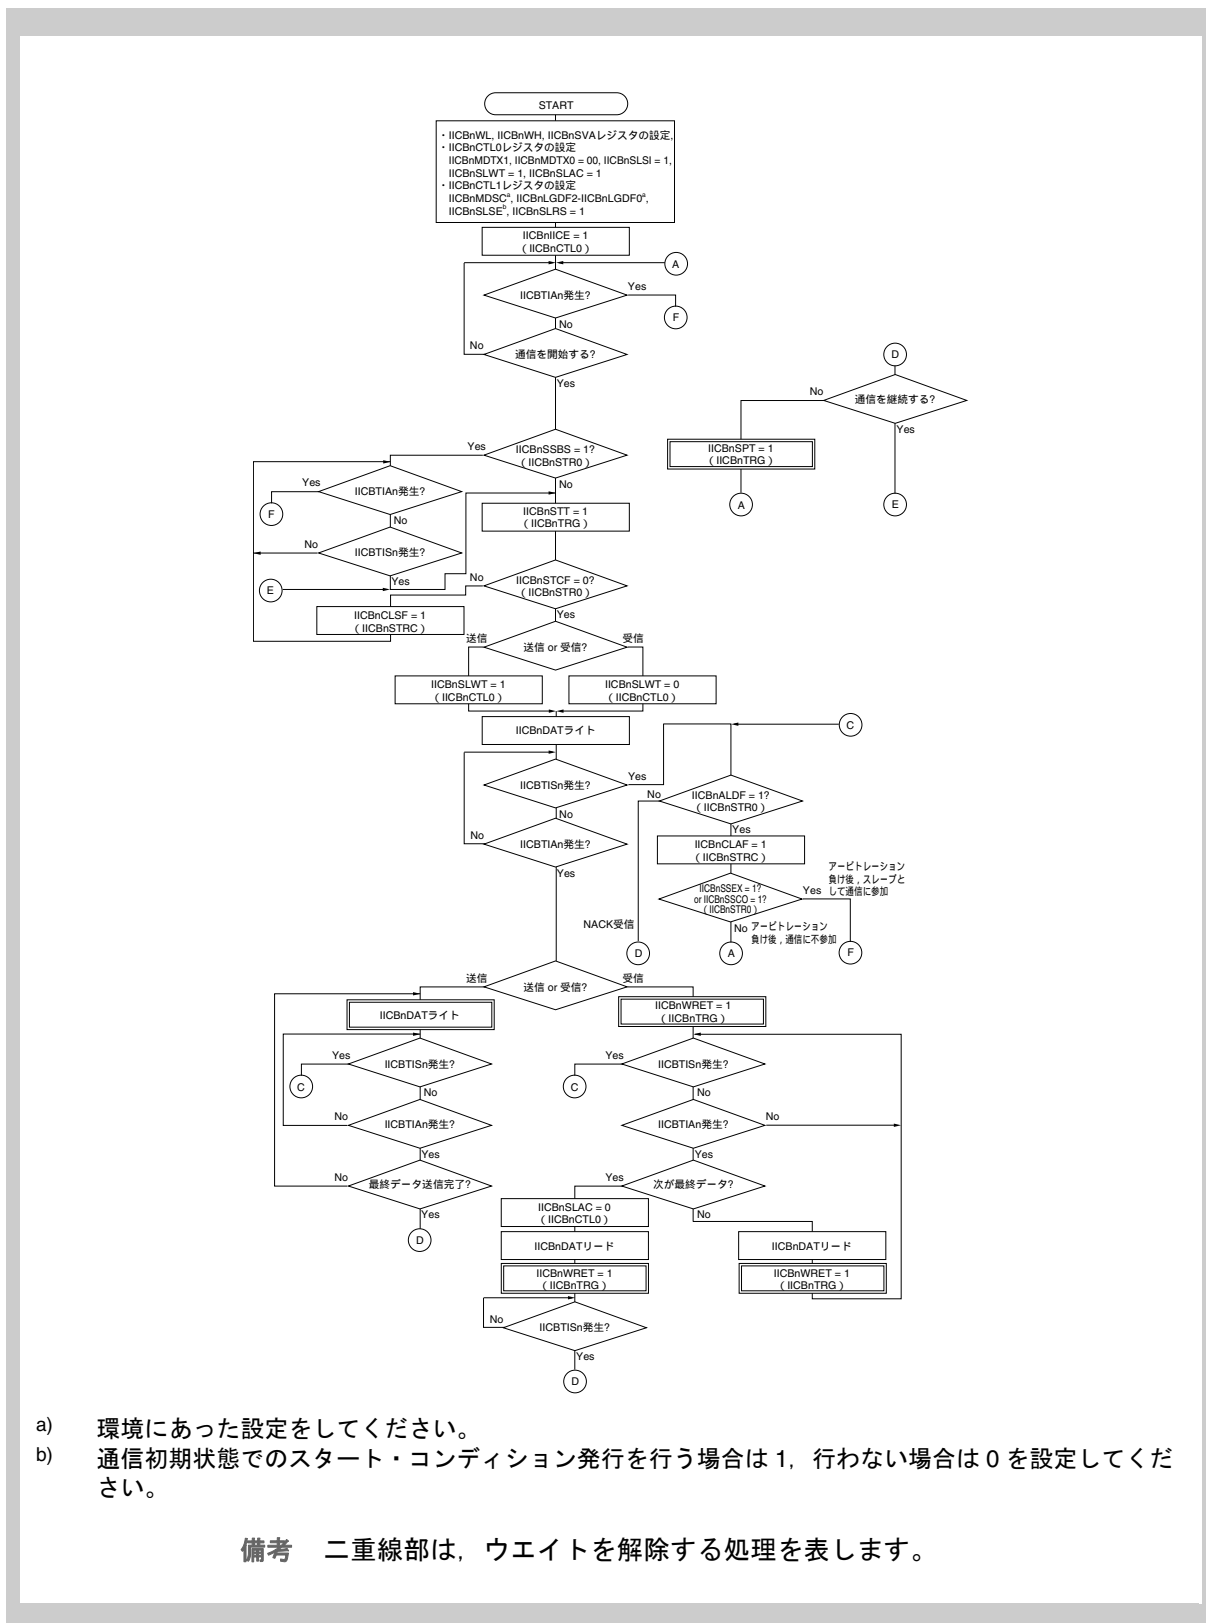 START
・IICBnWL, IICBnWH, IICBnSVAレジスタの設定,
・IICBnCTL0レジスタの設定
IICBnMDTX1, IICBnMDTX0 = 00, IICBnSLSI = 1,
IICBnSLWT = 1, IICBnSLAC = 1
・IICBnCTL1レジスタの設定
IICBnMDSCa, IICBnLGDF2-IICBnLGDF0a,
IICBnSLSEb, IICBnSLRS = 1
IICBnIICE = 1
( IICBnCTL0 )
A
IICBTIAn発生?
Yes
F
No
通信を開始する?
No
Yes
D
通信を継続する?
No
Yes
IICBnSPT = 1
( IICBnTRG )
A
E
IICBnSSBS = 1?
( IICBnSTR0 )
Yes
No
IICBTIAn発生?
Yes
F
No
IICBnSTT = 1
( IICBnTRG )
IICBTISn発生?
No
Yes
E
IICBnSTCF = 0?
( IICBnSTR0 )
No
Yes
IICBnCLSF = 1
( IICBnSTRC )
送信 or 受信?
送信
受信
IICBnSLWT = 1
( IICBnCTL0 )
IICBnSLWT = 0
( IICBnCTL0 )
IICBnDATライト
C
IICBTISn発生?
Yes
No
IICBTIAn発生?
No
Yes
IICBnALDF = 1?
( IICBnSTR0 )
No
Yes
IICBnCLAF = 1
( IICBnSTRC )
IICBnSSEX = 1?
or IICBnSSCO = 1?
( IICBnSTR0 )
Yes
アービトレーション
負け後 , スレーブと
して通信に参加
NACK受信
No
アービトレーション
負け後 , 通信に不参加
D
A
F
送信 or 受信?
送信
受信
IICBnDATライト
IICBnWRET = 1
( IICBnTRG )
IICBTISn発生?
Yes
C
No
IICBTISn発生?
Yes
C
No
IICBTIAn発生?
No
Yes
IICBTIAn発生?
No
Yes
最終データ送信完了?
No
Yes
D
次が最終データ?
Yes
No
IICBnSLAC = 0
( IICBnCTL0 )
IICBnDATリード
IICBnDATリード
IICBnWRET = 1
( IICBnTRG )
IICBnWRET = 1
( IICBnTRG )
IICBTISn発生?
No
Yes
D
a) 環境にあった設定をしてください。
b) 通信初期状態でのスタート・コンディション発行を行う場合は 1, 行わない場合は 0 を設定してくだ
さい。
備考 二重線部は, ウエイトを解除する処理を表します。